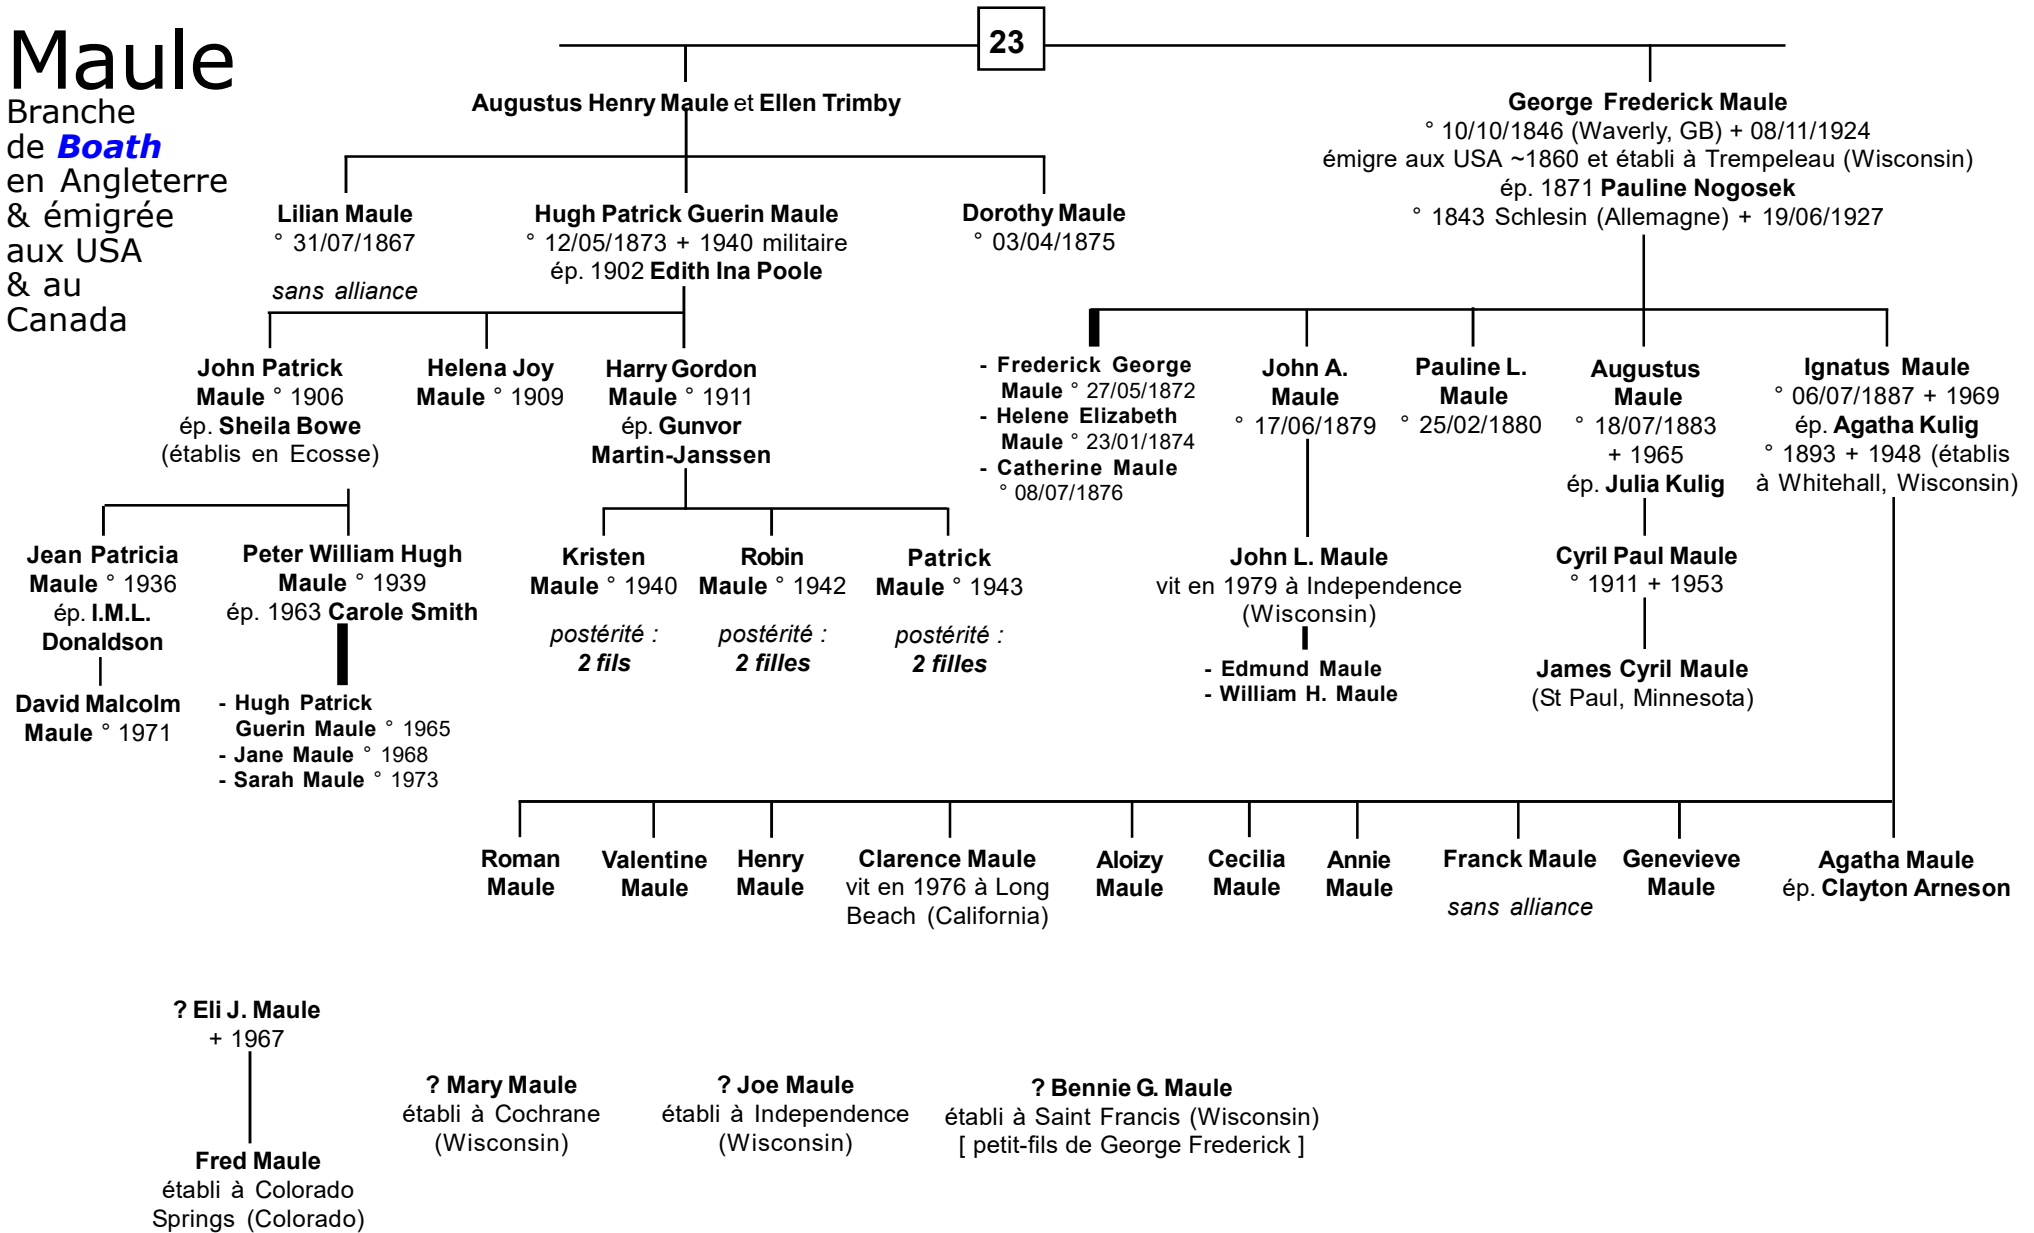 Maule
Branche
de Boath
en Angleterre
& émigrée
aux USA
& au
Canada
23
Augustus Henry Maule et Ellen Trimby
George Frederick Maule
° 10/10/1846 (Waverly, GB) + 08/11/1924
émigre aux USA ~1860 et établi à Trempeleau (Wisconsin)
ép. 1871 Pauline Nogosek
° 1843 Schlesin (Allemagne) + 19/06/1927
Lilian Maule
° 31/07/1867
sans alliance
Hugh Patrick Guerin Maule
° 12/05/1873 + 1940 militaire
ép. 1902 Edith Ina Poole
Dorothy Maule
° 03/04/1875
John Patrick
Maule ° 1906
ép. Sheila Bowe
(établis en Ecosse)
Helena Joy
Maule ° 1909
Harry Gordon
Maule ° 1911
ép. Gunvor
Martin-Janssen
- Frederick George
Maule ° 27/05/1872
- Helene Elizabeth
Maule ° 23/01/1874
- Catherine Maule
° 08/07/1876
John A.
Maule
° 17/06/1879
Pauline L.
Maule
° 25/02/1880
Augustus
Maule
° 18/07/1883
+ 1965
ép. Julia Kulig
Ignatus Maule
° 06/07/1887 + 1969
ép. Agatha Kulig
° 1893 + 1948 (établis
à Whitehall, Wisconsin)
Jean Patricia
Maule ° 1936
ép. I.M.L.
Donaldson
Peter William Hugh
Maule ° 1939
ép. 1963 Carole Smith
Kristen
Maule ° 1940
postérité :
2 fils
Robin
Maule ° 1942
postérité :
2 filles
Patrick
Maule ° 1943
postérité :
2 filles
John L. Maule
vit en 1979 à Independence
(Wisconsin)
- Edmund Maule
- William H. Maule
Cyril Paul Maule
° 1911 + 1953
James Cyril Maule
(St Paul, Minnesota)
David Malcolm
Maule ° 1971
- Hugh Patrick
Guerin Maule ° 1965
- Jane Maule ° 1968
- Sarah Maule ° 1973
Roman
Maule
Valentine
Maule
Henry
Maule
Clarence Maule
vit en 1976 à Long
Beach (California)
Aloizy
Maule
Cecilia
Maule
Annie
Maule
Franck Maule
sans alliance
Genevieve
Maule
Agatha Maule
ép. Clayton Arneson
? Eli J. Maule
+ 1967
Fred Maule
établi à Colorado
Springs (Colorado)
? Mary Maule
établi à Cochrane
(Wisconsin)
? Joe Maule
établi à Independence
(Wisconsin)
? Bennie G. Maule
établi à Saint Francis (Wisconsin)
[ petit-fils de George Frederick ]